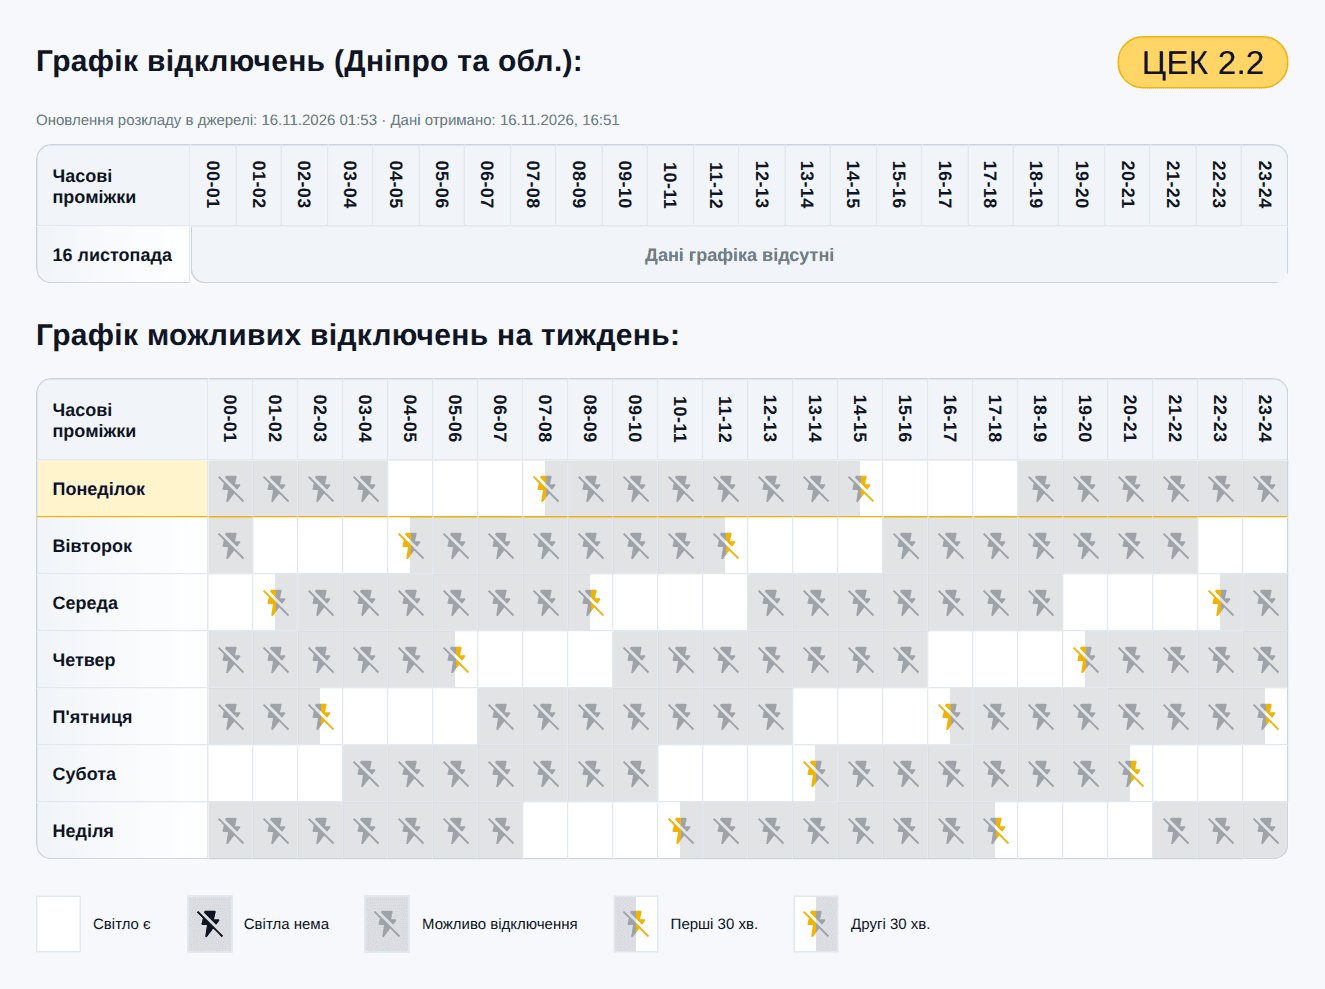 Графік відключень (Дніпро та обл.):
ЦЕК 2.2
Оновлення розкладу в джерелі: 16.11.2026 01:53 · Дані отримано: 16.11.2026, 16:51
Часові
проміжки
00-01 01-02 02-03 03-04 04-05 05-06 06-07 07-08 08-09 09-10 10-11 11-12 12-13 13-14 14-15 15-16 16-17 17-18 18-19 19-20 20-21 21-22 22-23 23-24
16 листопада Дані графіка відсутні
Графік можливих відключень на тиждень:
Часові
проміжки
00-01 01-02 02-03 03-04 04-05 05-06 06-07 07-08 08-09 09-10 10-11 11-12 12-13 13-14 14-15 15-16 16-17 17-18 18-19 19-20 20-21 21-22 22-23 23-24
Понеділок
Вівторок
Середа
Четвер
П'ятниця
Субота
Неділя
Світло є Світла нема Можливо відключення Перші 30 хв. Другі 30 хв.